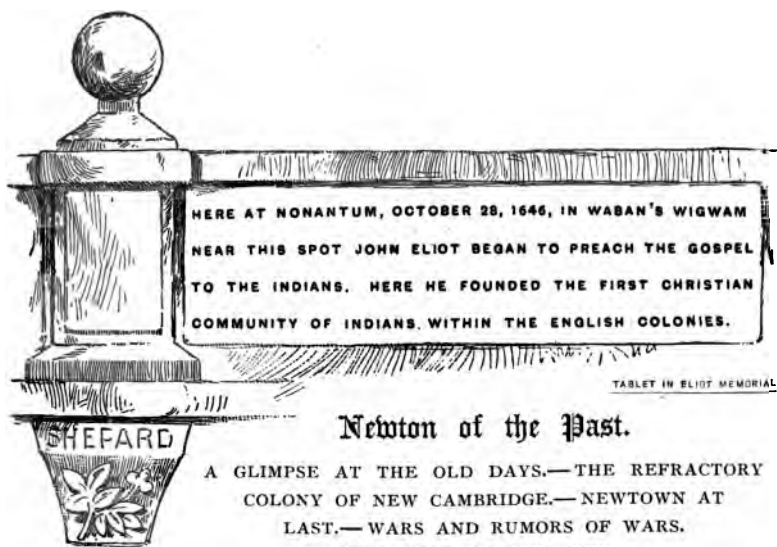 HERE AT NONANTUM, OCTOBER 28, 1646, IN WABAN'S WIGWAM
NEAR THIS SPOT JOHN ELIOT BEGAN TO PREACH THE GOSPEL
TO THE INDIANS. HERE HE FOUNDED THE FIRST CHRISTIAN
COMMUNITY OF INDIANS WITHIN THE ENGLISH COLONIES.
TABLET IN ELIOT MEMORIAL
SHEPARD
Newton of the Past.
A GLIMPSE AT THE OLD DAYS.—THE REFRACTORY
COLONY OF NEW CAMBRIDGE.—NEWTOWN AT
LAST.—WARS AND RUMORS OF WARS.